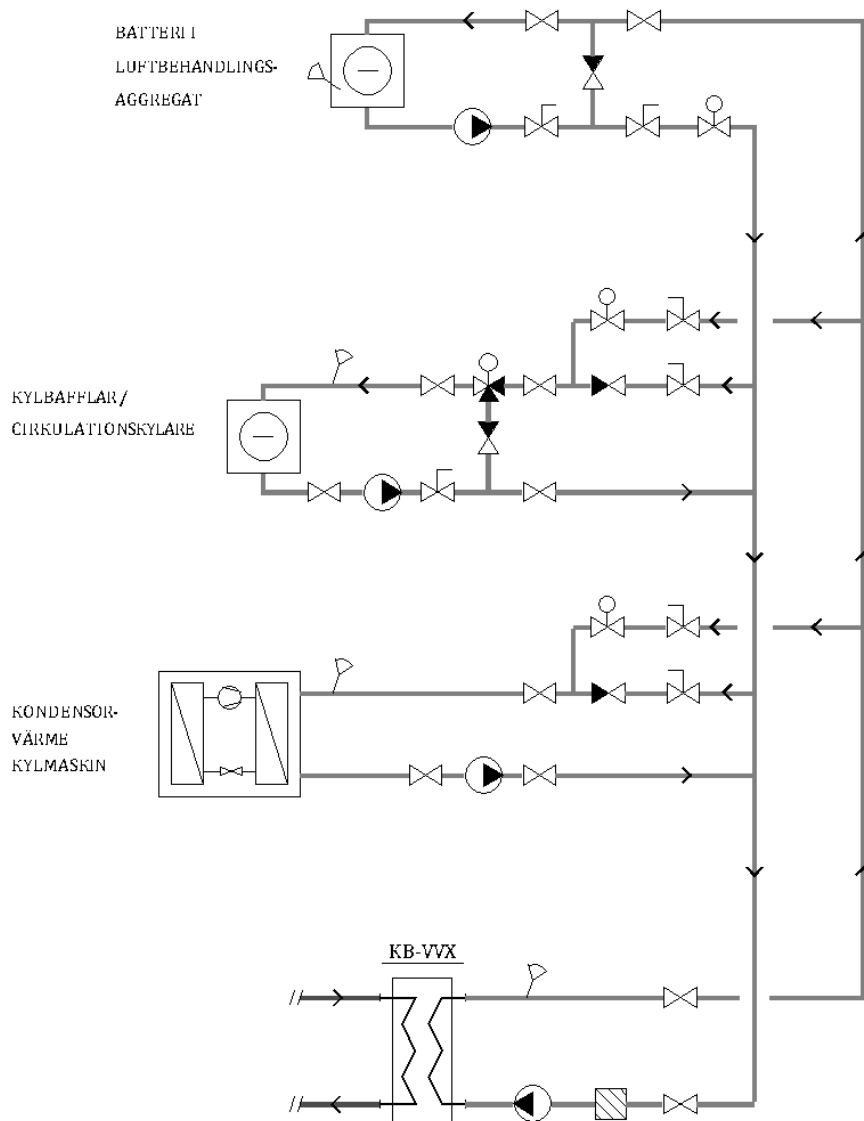 BATTERI I
LUFTBEHANDLINGS-
AGGREGAT
KYLBAFFLAR/
CIRKULATIONSKYLARE
KONDENSOR-
VÄRME
KYLMASKIN
KB-VVX